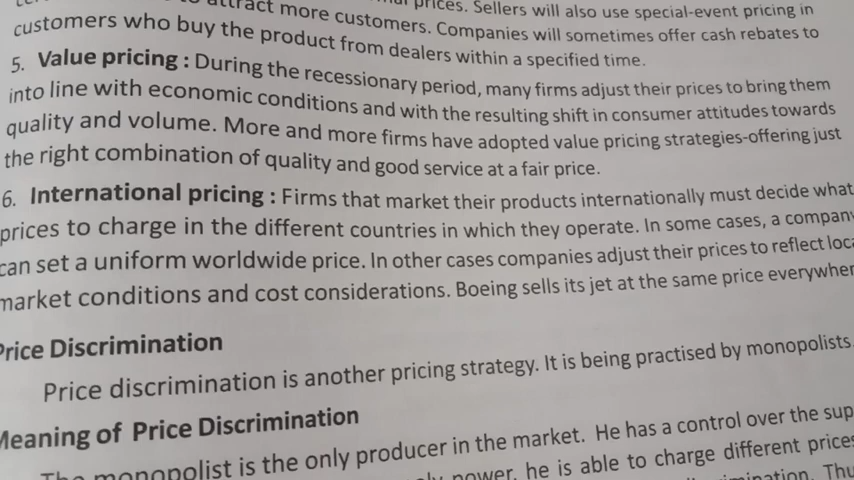 prices. Sellers will also use special-event pricing in
to attract more customers. Companies will sometimes offer cash rebates to
customers who buy the product from dealers within a specified time.
5. Value pricing : During the recessionary period, many firms adjust their prices to bring them
into line with economic conditions and with the resulting shift in consumer attitudes towards
quality and volume. More and more firms have adopted value pricing strategies-offering just
the right combination of quality and good service at a fair price.
6. International pricing : Firms that market their products internationally must decide what
prices to charge in the different countries in which they operate. In some cases, a company
can set a uniform worldwide price. In other cases companies adjust their prices to reflect loca
market conditions and cost considerations. Boeing sells its jet at the same price everywher
Price Discrimination
Price discrimination is another pricing strategy. It is being practised by monopolists
Meaning of Price Discrimination
The monopolist is the only producer in the market. He has a control over the sup
power, he is able to charge different prices
Thu